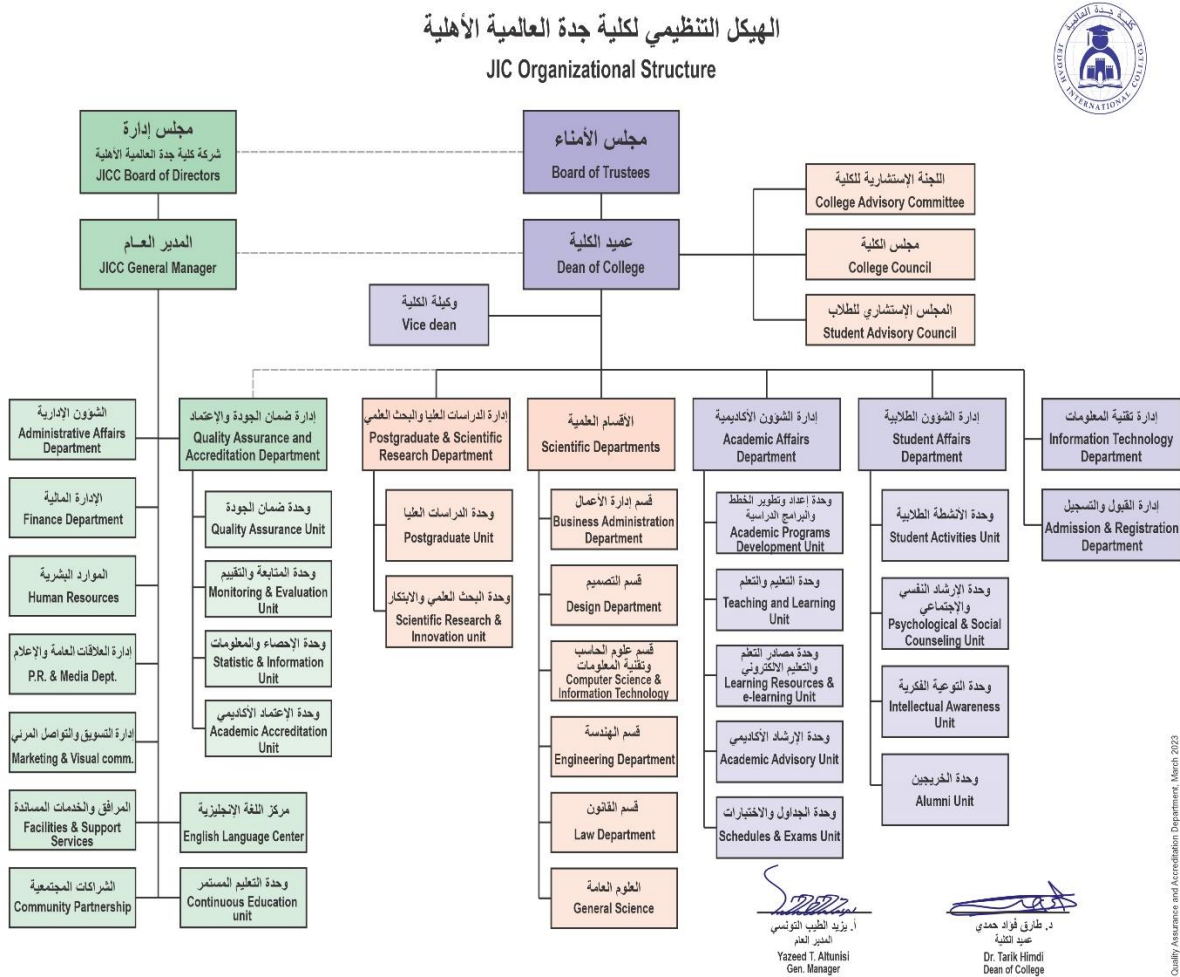 الهيكل التنظيمي لكلية جدة العالمية الأهلية
JIC Organizational Structure
كلية جدة العالمية
JEDDAH INTERNATIONAL COLLEGE
مجلس إدارة
شركة كلية جدة العالمية الأهلية
JICC Board of Directors
مجلس الأمناء
Board of Trustees
اللجنة الإستشارية للكلية
College Advisory Committee
المدير العـام
JICC General Manager
عميد الكلية
Dean of College
مجلس الكلية
College Council
وكيلة الكلية
Vice dean
المجلس الإستشاري للطلاب
Student Advisory Council
الشؤون الإدارية
Administrative Affairs
Department
الإدارة المالية
Finance Department
الموارد البشرية
Human Resources
إدارة العلاقات العامة والإعلام
P.R. & Media Dept.
إدارة التسويق والتواصل المرئي
Marketing & Visual comm.
المرافق والخدمات المساندة
Facilities & Support
Services
الشراكات المجتمعية
Community Partnership
إدارة ضمان الجودة والإعتماد
Quality Assurance and
Accreditation Department
وحدة ضمان الجودة
Quality Assurance Unit
وحدة المتابعة والتقييم
Monitoring & Evaluation
Unit
وحدة الإحصاء والمعلومات
Statistic & Information
Unit
وحدة الإعتماد الأكاديمي
Academic Accreditation
Unit
مركز اللغة الإنجليزية
English Language Center
وحدة التعليم المستمر
Continuous Education
unit
إدارة الدراسات العليا والبحث العلمي
Postgraduate & Scientific
Research Department
وحدة الدراسات العليا
Postgraduate Unit
وحدة البحث العلمي والابتكار
Scientific Research &
Innovation unit
الأقسام العلمية
Scientific Departments
قسم إدارة الأعمال
Business Administration
Department
قسم التصميم
Design Department
قسم علوم الحاسب
وتقنية المعلومات
Computer Science &
Information Technology
قسم الهندسة
Engineering Department
قسم القانون
Law Department
العلوم العامة
General Science
إدارة الشؤون الأكاديمية
Academic Affairs
Department
وحدة إعداد وتطوير الخطط
والبرامج الدراسية
Academic Programs
Development Unit
وحدة التعليم والتعلم
Teaching and Learning
Unit
وحدة مصادر التعلم
والتعليم الالكتروني
Learning Resources &
e-learning Unit
وحدة الإرشاد الأكاديمي
Academic Advisory Unit
وحدة الجداول والاختبارات
Schedules & Exams Unit
إدارة الشؤون الطلابية
Student Affairs
Department
وحدة الأنشطة الطلابية
Student Activities Unit
وحدة الإرشاد النفسي
والإجتماعي
Psychological & Social
Counseling Unit
وحدة التوعية الفكرية
Intellectual Awareness
Unit
وحدة الخريجين
Alumni Unit
إدارة تقنية المعلومات
Information Technology
Department
إدارة القبول والتسجيل
Admission & Registration
Department
أ. يزيد الطيب التونسي
المدير العام
Yazeed T. Altunisi
Gen. Manager
د. طارق فؤاد حمدي
عميد الكلية
Dr. Tarik Himdi
Dean of College
Quality Assurance and Accreditation Department, March 2023